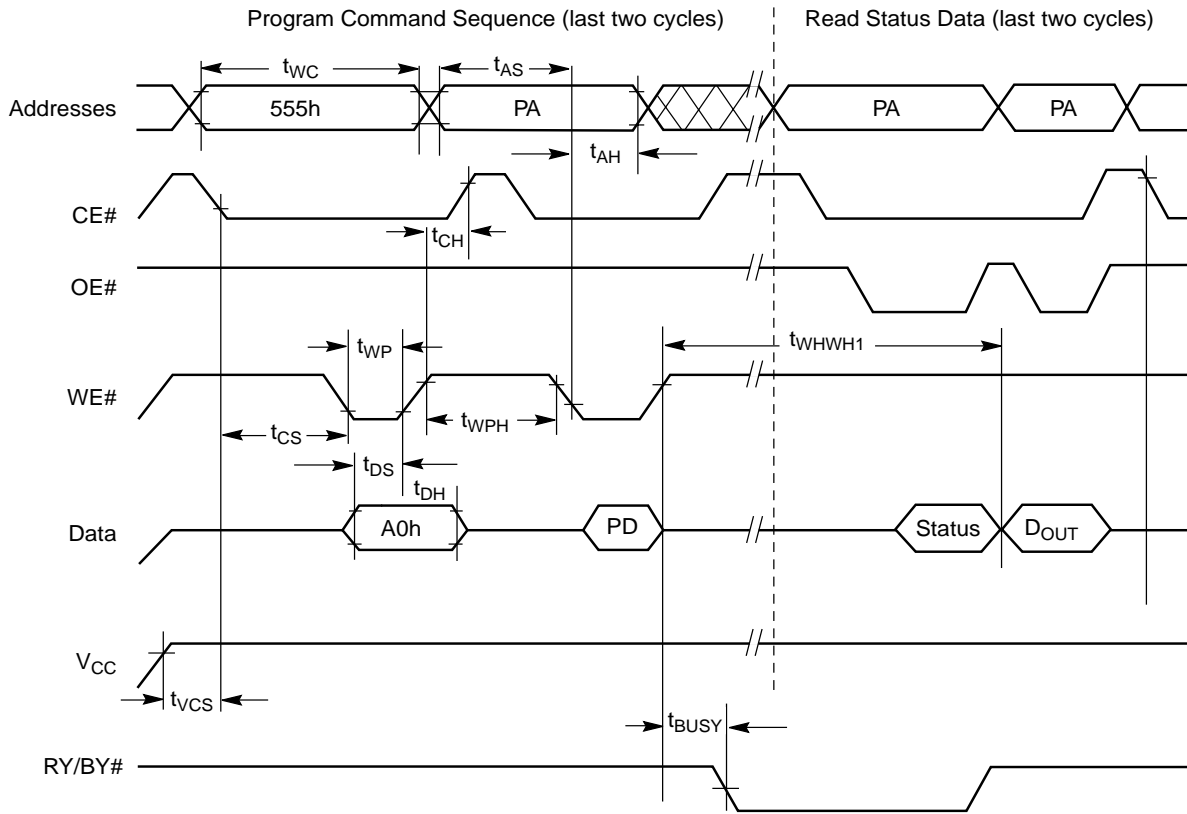 Program Command Sequence (last two cycles) Read Status Data (last two cycles)
tWC tAS
Addresses 555h PA PA PA
tAH
CE#
tCH
OE#
tWP tWHWH1
WE#
tCS tWPH
tDS
tDH
Data A0h PD Status DOUT
VCC
tVCS
tBUSY
RY/BY#